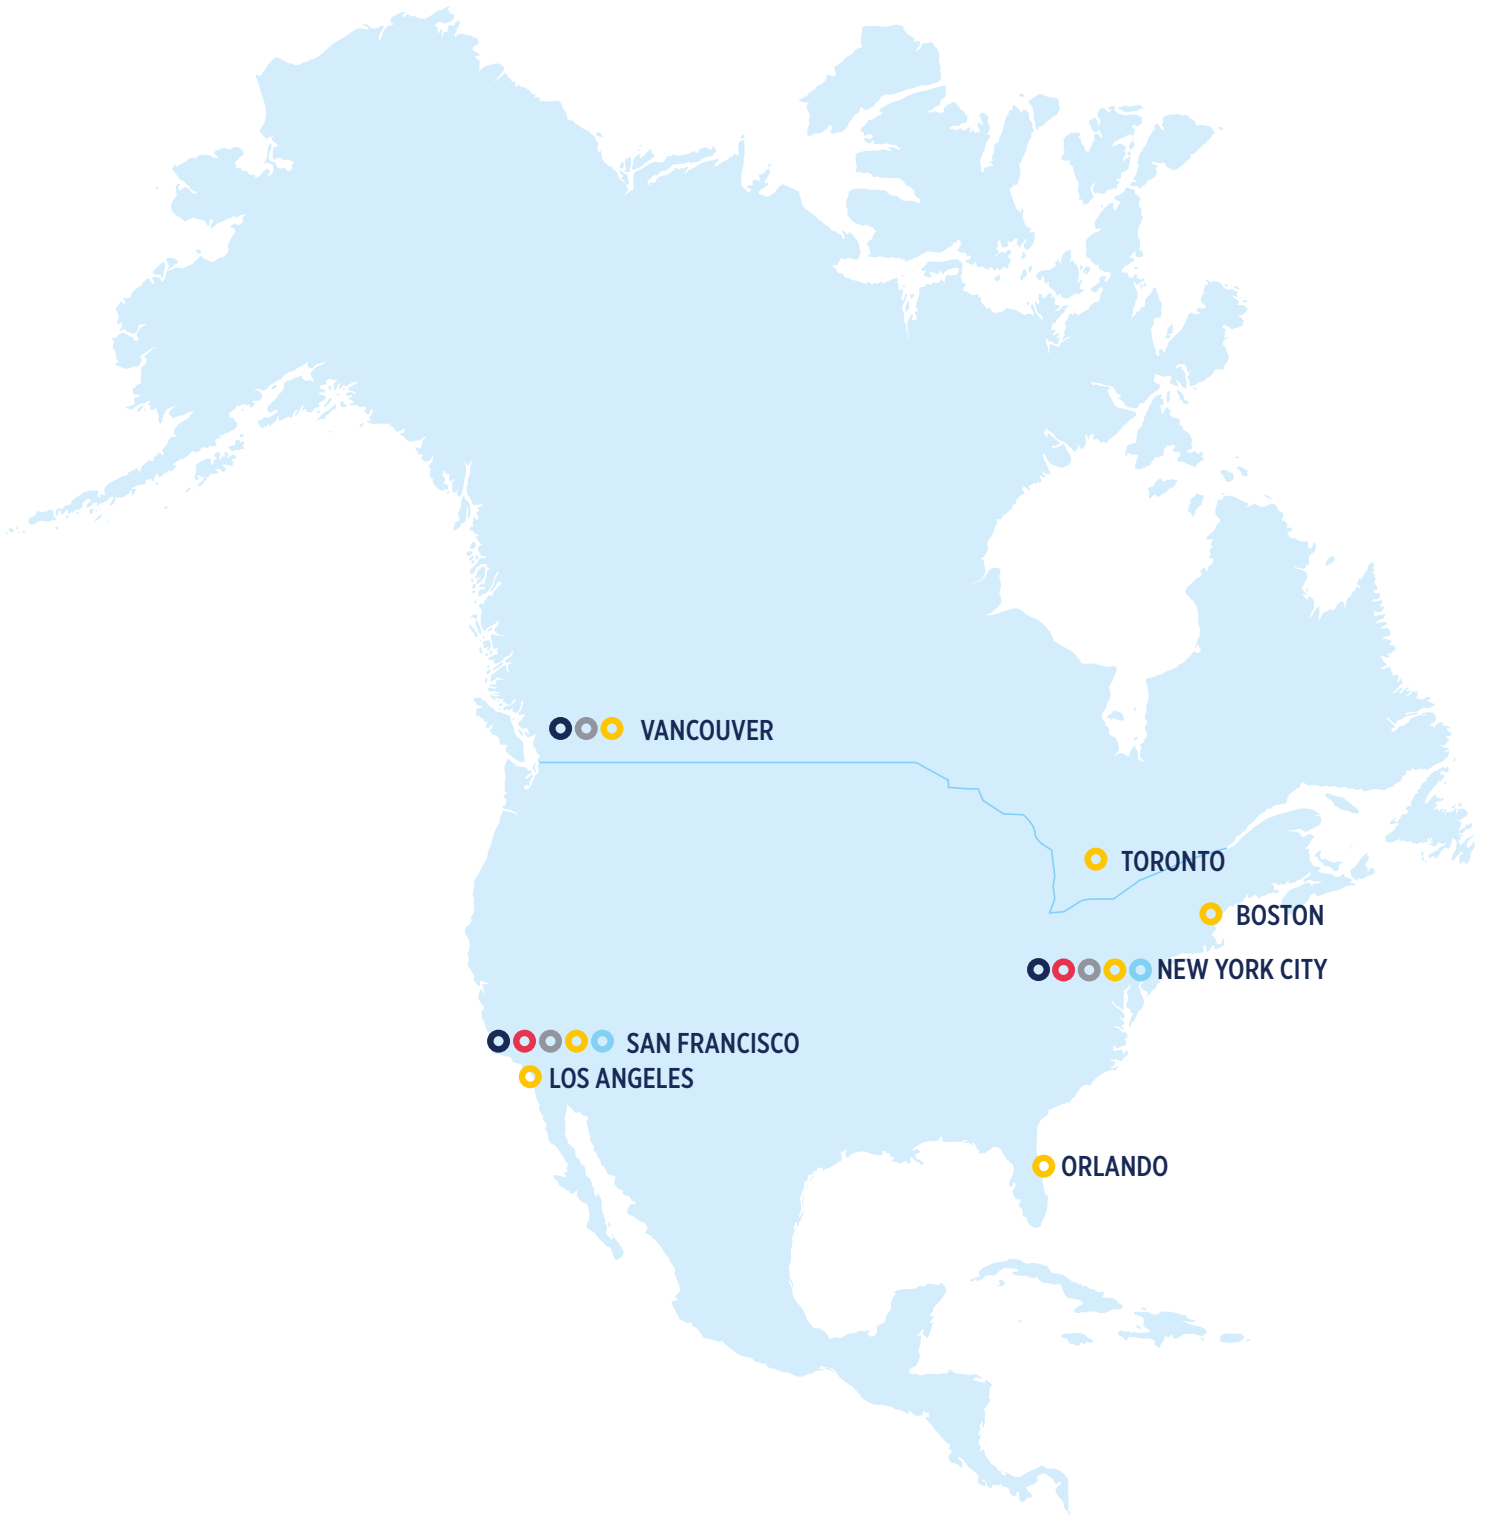 VANCOUVER
TORONTO
BOSTON
NEW YORK CITY
SAN FRANCISCO
LOS ANGELES
ORLANDO